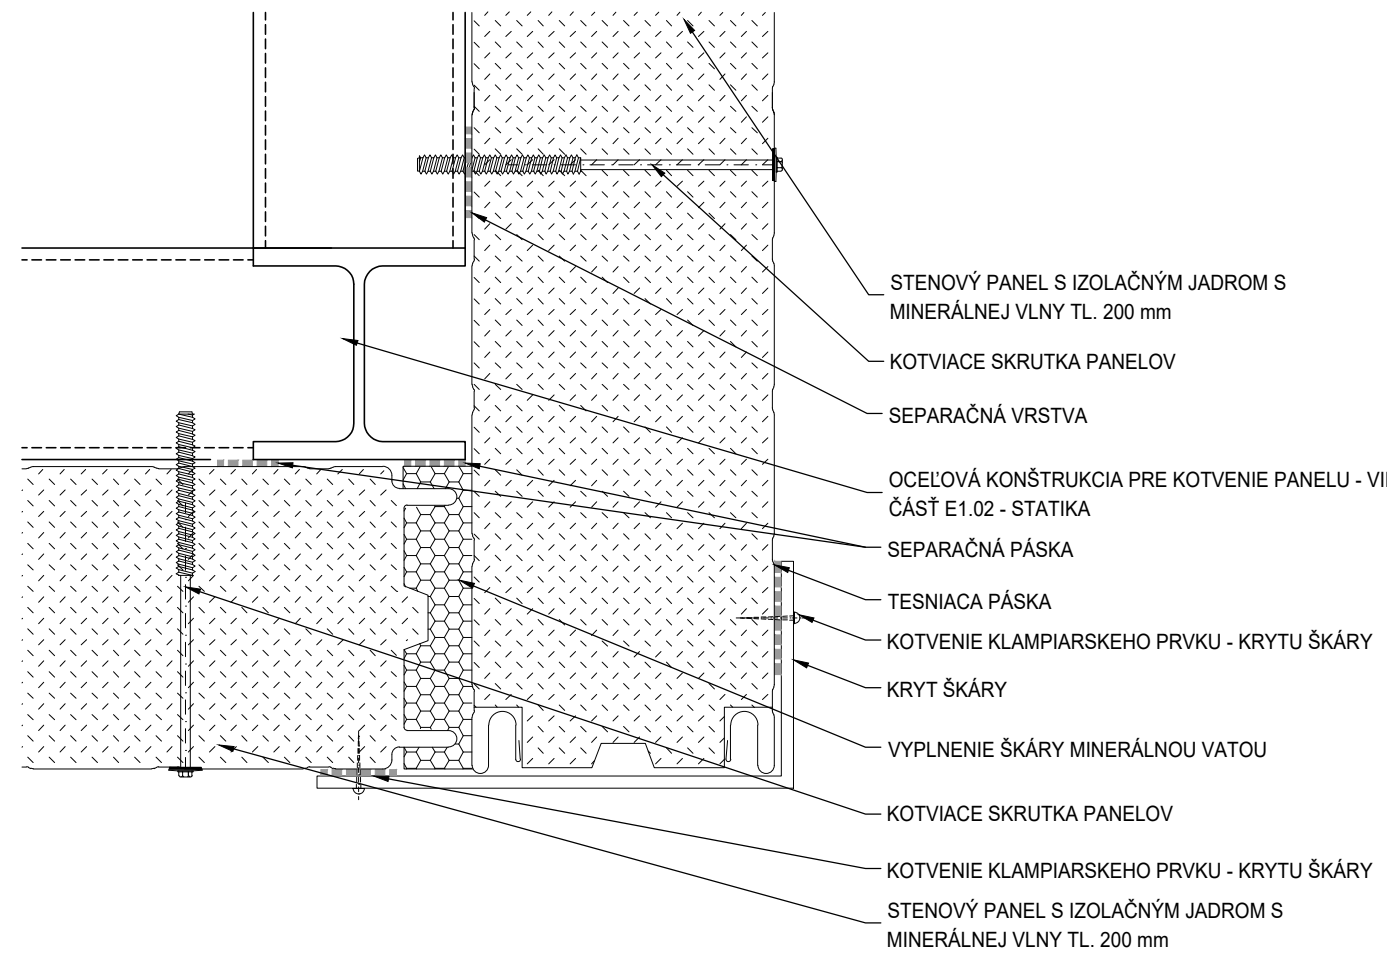 STENOVÝ PANEL S IZOLAČNÝM JADROM S
MINERÁLNEJ VLNY TL. 200 mm
KOTVIACE SKRUTKA PANELOV
SEPARAČNÁ VRSTVA
OCEĽOVÁ KONŠTRUKCIA PRE KOTVENIE PANELU -
ČÁSŤ E1.02 - STATIKA
SEPARAČNÁ PÁSKA
TESNIACA PÁSKA
KOTVENIE KLAMPIARSKEHO PRVKU - KRYTU ŠKÁRY
KRYT ŠKÁRY
VYPLNENIE ŠKÁRY MINERÁLNOU VATOU
KOTVIACE SKRUTKA PANELOV
KOTVENIE KLAMPIARSKEHO PRVKU - KRYTU ŠKÁRY
STENOVÝ PANEL S IZOLAČNÝM JADROM S
MINERÁLNEJ VLNY TL. 200 mm